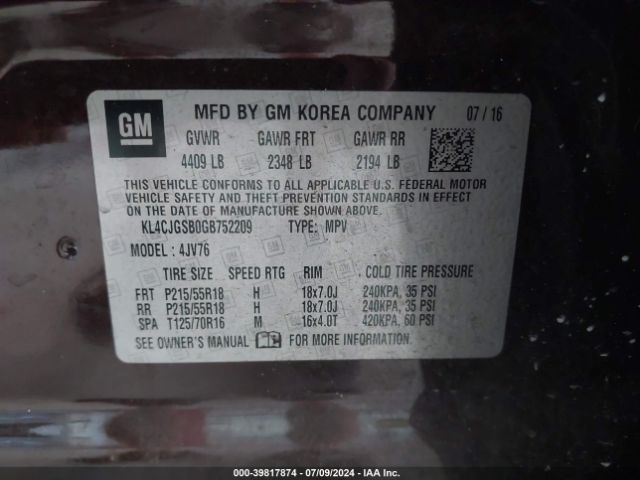 GM MFD BY GM KOREA COMPANY 07/16
GVWR GAWR FRT GAWR RR
4409 LB 2348 LB 2194 LB
THIS VEHICLE CONFORMS TO ALL APPLICABLE U.S. FEDERAL MOTOR
VEHICLE SAFETY AND THEFT PREVENTION STANDARDS IN EFFECT
ON THE DATE OF MANUFACTURE SHOWN ABOVE.
KL4CJGSB0GB752209 TYPE: MPV
MODEL: 4JV76
TIRE SIZE SPEED RTG RIM COLD TIRE PRESSURE
FRT P215/55R18 H 18x7.0J 240KPA, 35 PSI
RR P215/55R18 H 18x7.0J 240KPA, 35 PSI
SPA T125/70R16 M 16x4.0T 420KPA, 60 PSI
SEE OWNER'S MANUAL FOR MORE INFORMATION.
000-39817874 / 07/09/2024 - IAA Inc.